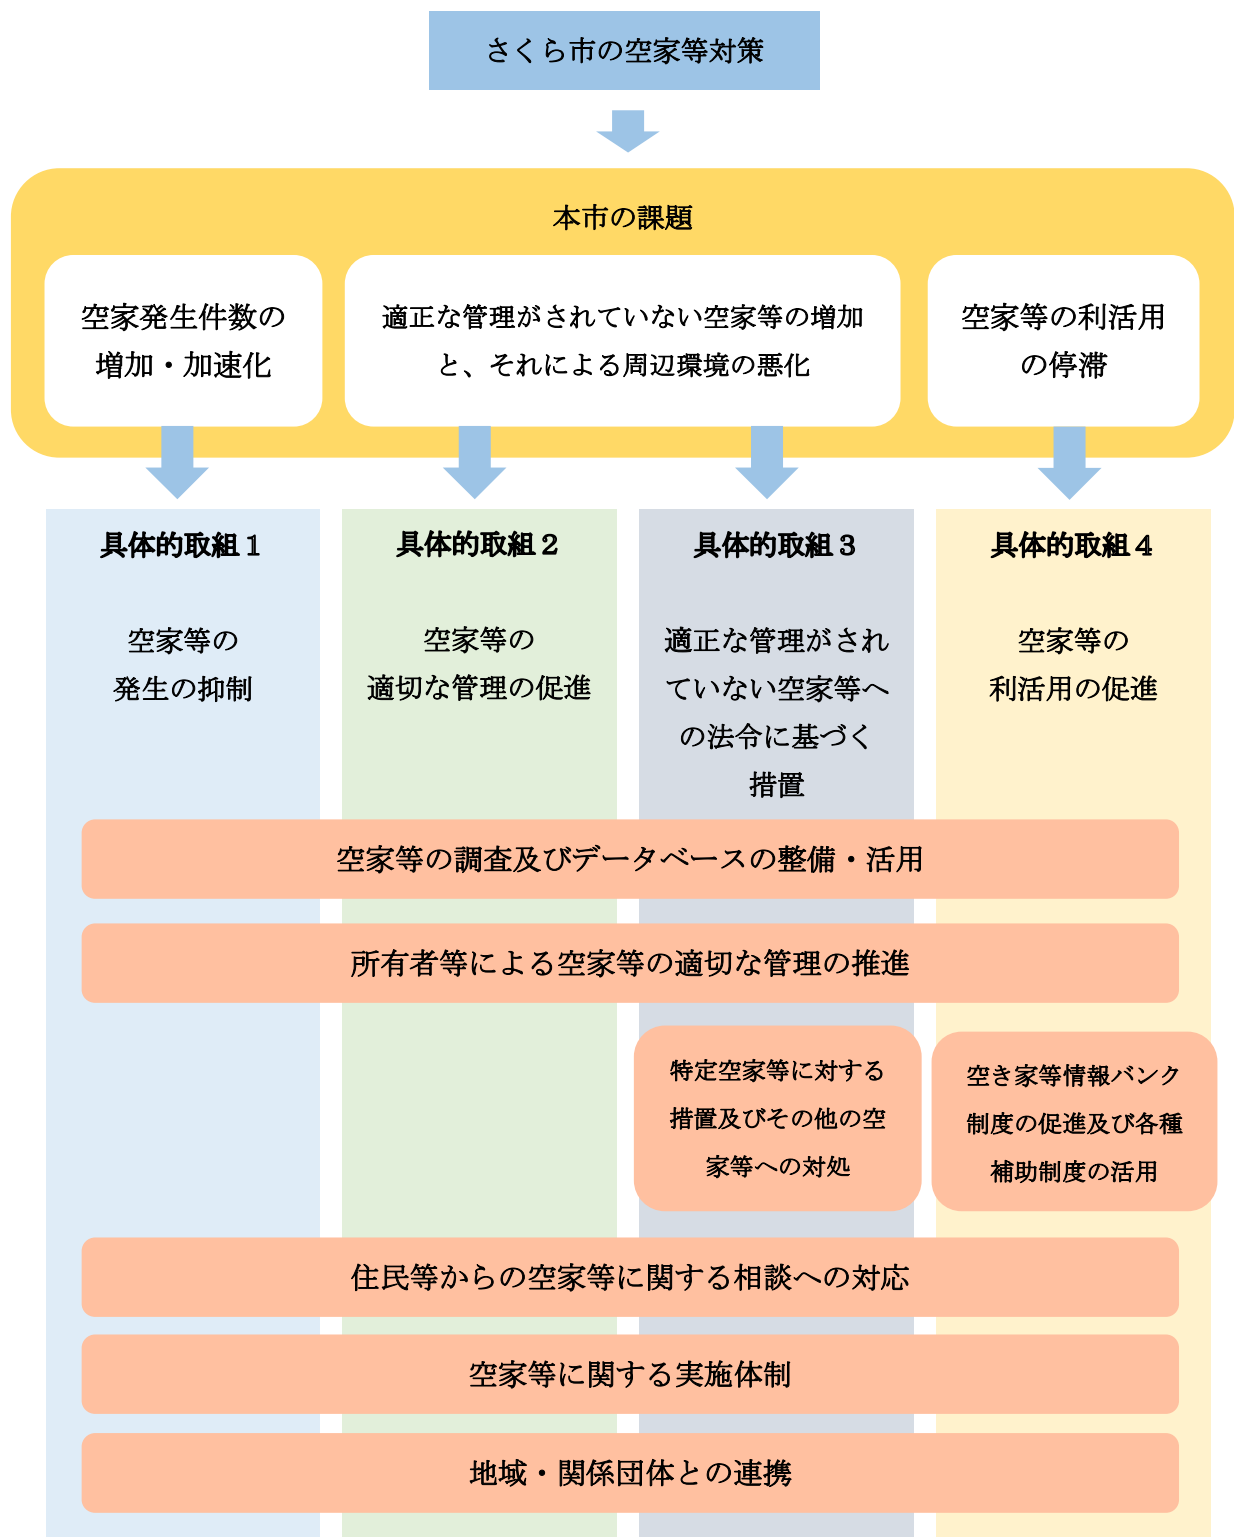 さくら市の空家等対策
本市の課題
空家発生件数の
増加・加速化
適正な管理がされていない空家等の増加
と、それによる周辺環境の悪化
空家等の利活用
の停滞
具体的取組１
空家等の
発生の抑制
具体的取組２
空家等の
適切な管理の促進
具体的取組３
適正な管理がされ
ていない空家等へ
の法令に基づく
措置
具体的取組４
空家等の
利活用の促進
空家等の調査及びデータベースの整備・活用
所有者等による空家等の適切な管理の推進
特定空家等に対する
措置及びその他の空
家等への対処
空き家等情報バンク
制度の促進及び各種
補助制度の活用
住民等からの空家等に関する相談への対応
空家等に関する実施体制
地域・関係団体との連携